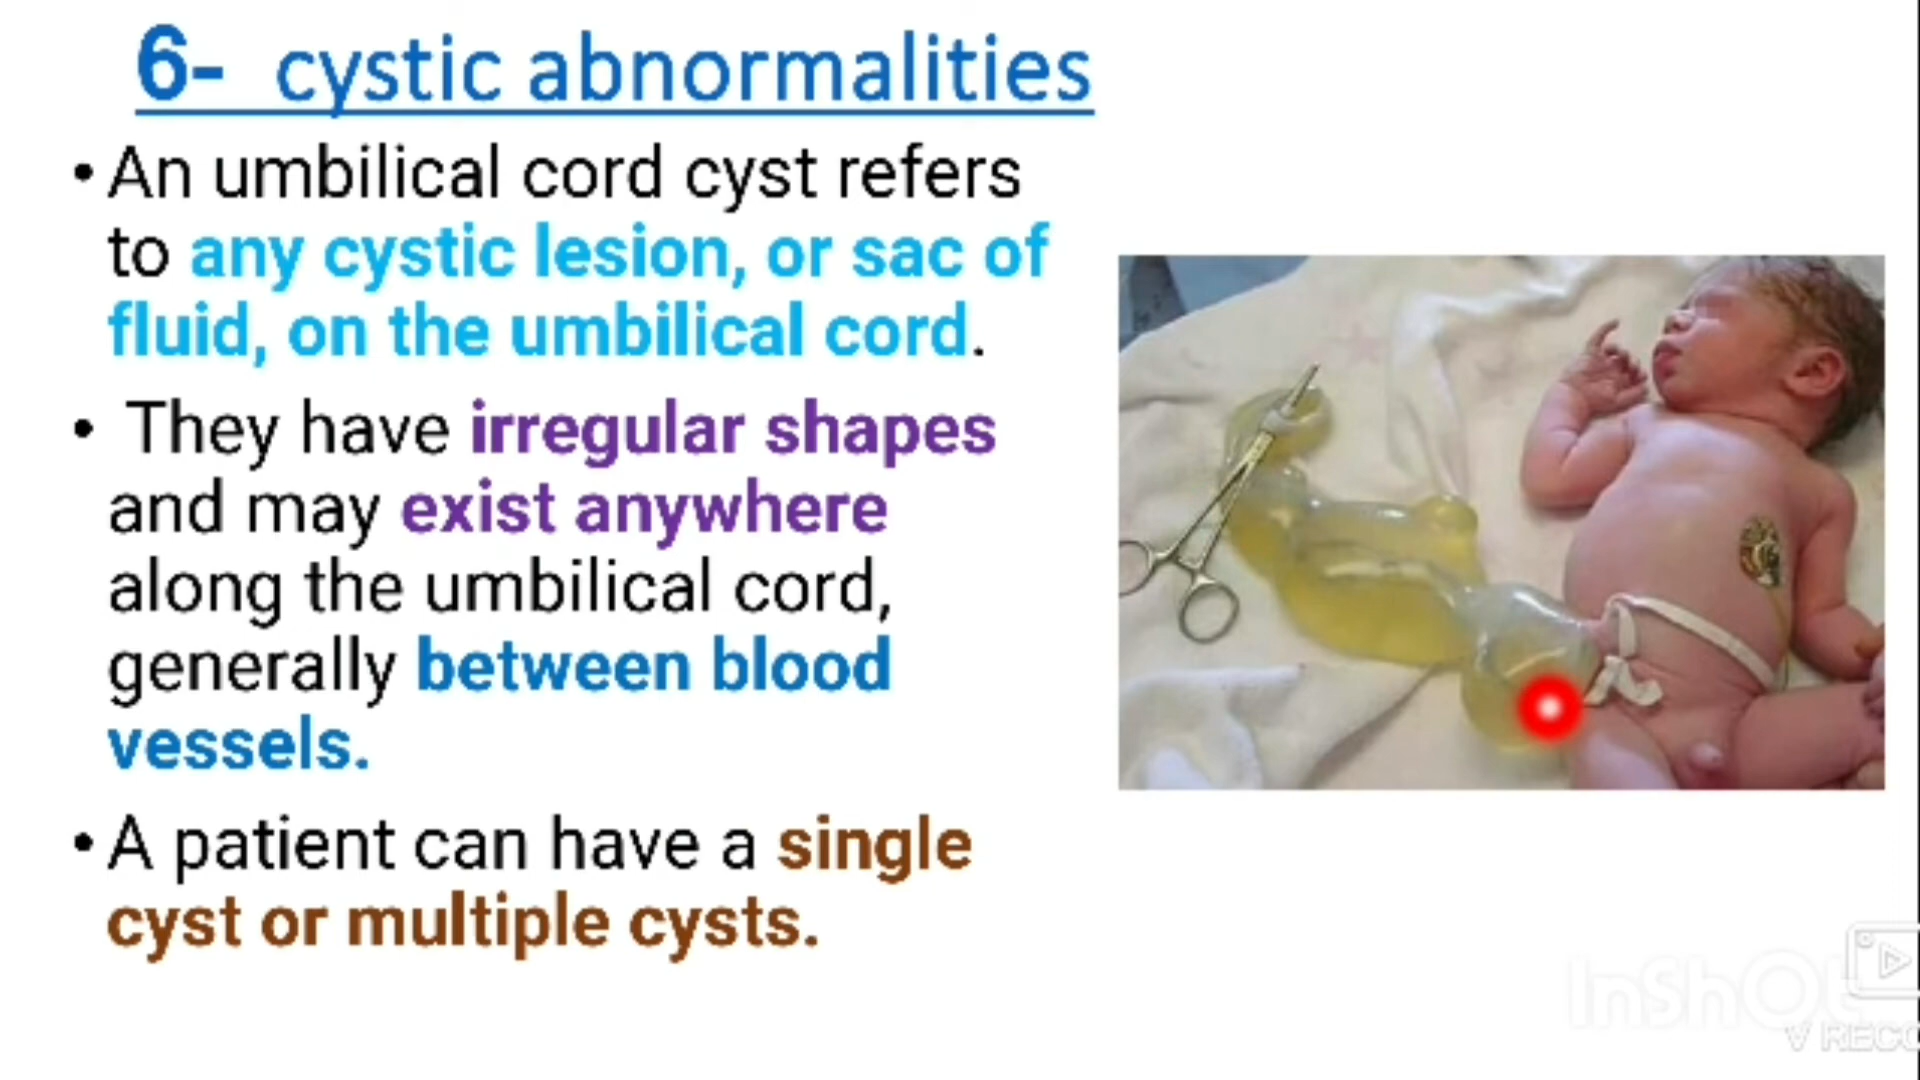 6- cystic abnormalities
• An umbilical cord cyst refers
to any cystic lesion, or sac of
fluid, on the umbilical cord.
• They have irregular shapes
and may exist anywhere
along the umbilical cord,
generally between blood
vessels.
• A patient can have a single
cyst or multiple cysts.
InShOt
V RECO